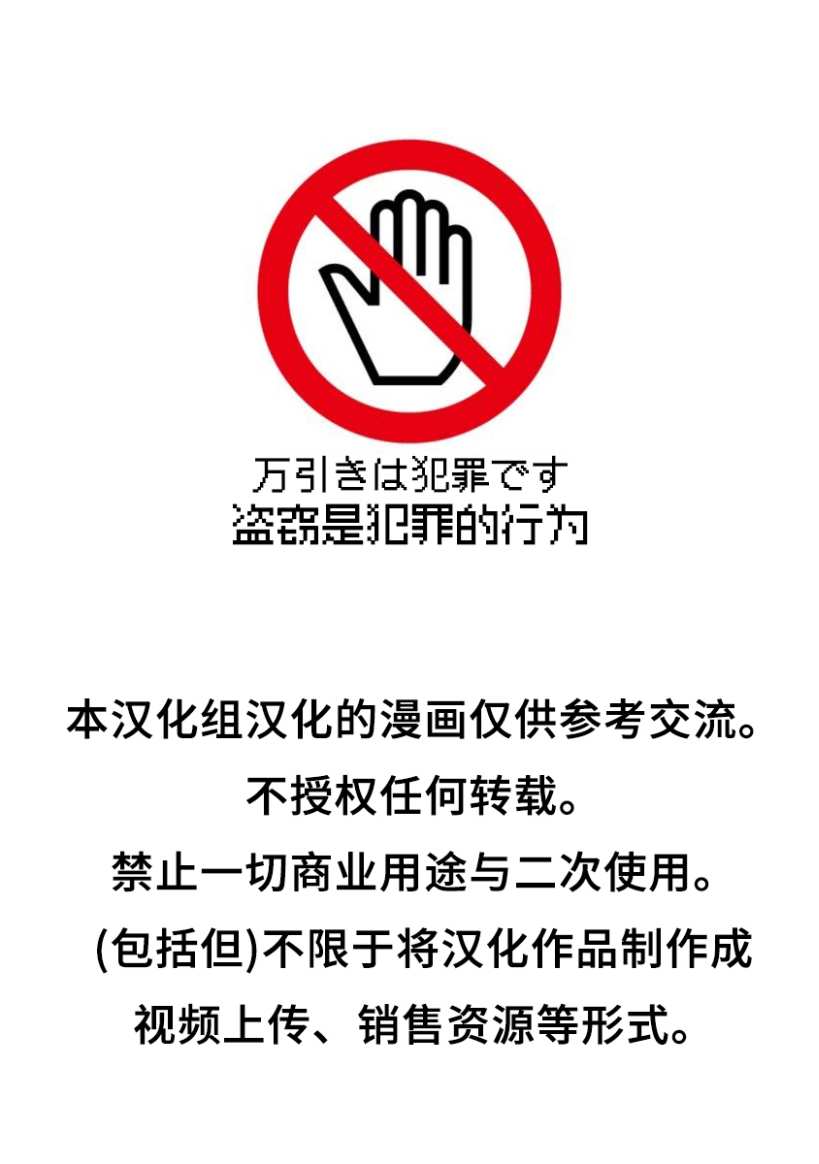 万引きは犯罪です
盗窃是犯罪的行为
本汉化组汉化的漫画仅供参考交流。
不授权任何转载。
禁止一切商业用途与二次使用。
(包括但)不限于将汉化作品制作成
视频上传、销售资源等形式。